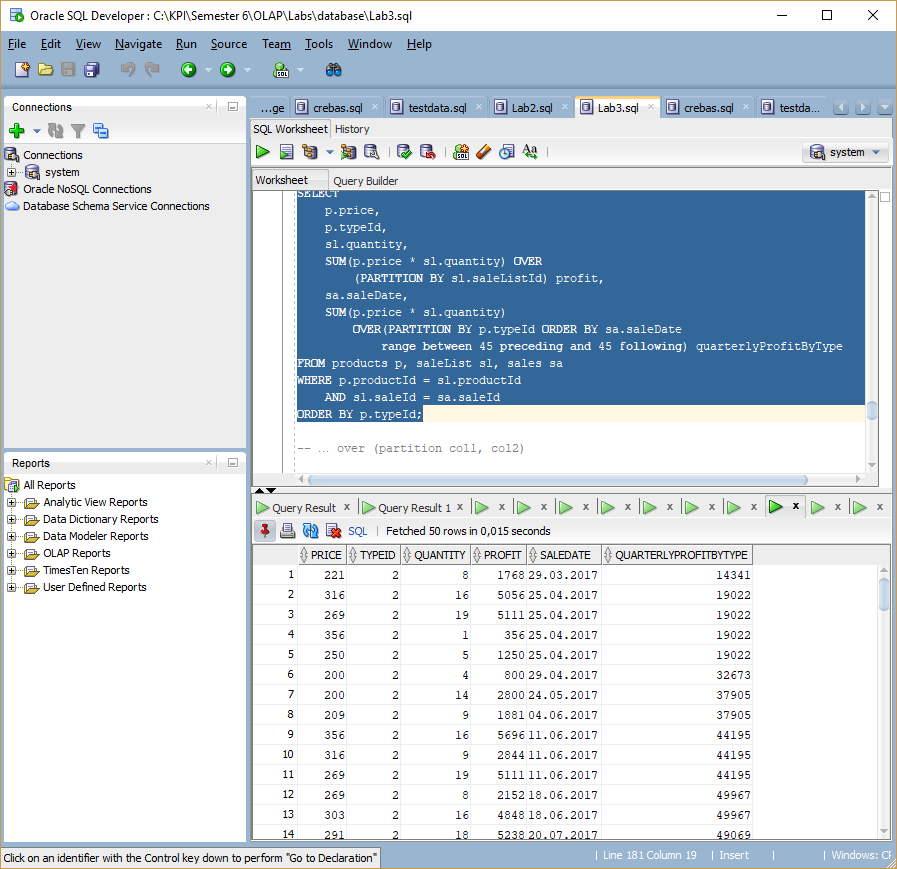 Oracle SQL Developer : C:\KPI\Semester 6\OLAP\Labs\database\Lab3.sql
File Edit View Navigate Run Source Team Tools Window Help
Connections
Connections
system
Oracle NoSQL Connections
Database Schema Service Connections
Reports
All Reports
Analytic View Reports
Data Dictionary Reports
Data Modeler Reports
OLAP Reports
TimesTen Reports
User Defined Reports
...ge crebas.sql testdata.sql Lab2.sql Lab3.sql crebas.sql testda...
SQL Worksheet History
system
Worksheet Query Builder
SELECT
p.price,
p.typeId,
sl.quantity,
SUM(p.price * sl.quantity) OVER
(PARTITION BY sl.saleListId) profit,
sa.saleDate,
SUM(p.price * sl.quantity)
OVER(PARTITION BY p.typeId ORDER BY sa.saleDate
range between 45 preceding and 45 following) quarterlyProfitByType
FROM products p, saleList sl, sales sa
WHERE p.productId = sl.productId
AND sl.saleId = sa.saleId
ORDER BY p.typeId;
-- ... over (partition col1, col2)
Query Result x Query Result 1 x x x x x x x x x x x
SQL | Fetched 50 rows in 0,015 seconds
PRICE TYPEID QUANTITY PROFIT SALEDATE QUARTERLYPROFITBYTYPE
1 221 2 8 1768 29.03.2017 14341
2 316 2 16 5056 25.04.2017 19022
3 269 2 19 5111 25.04.2017 19022
4 356 2 1 356 25.04.2017 19022
5 250 2 5 1250 25.04.2017 19022
6 200 2 4 800 29.04.2017 32673
7 200 2 14 2800 24.05.2017 37905
8 209 2 9 1881 04.06.2017 37905
9 356 2 16 5696 11.06.2017 44195
10 316 2 9 2844 11.06.2017 44195
11 269 2 19 5111 11.06.2017 44195
12 269 2 8 2152 18.06.2017 49967
13 303 2 16 4848 18.06.2017 49967
14 291 2 18 5238 20.07.2017 49069
Click on an identifier with the Control key down to perform "Go to Declaration"
| Line 181 Column 19 | Insert | | Windows: CF